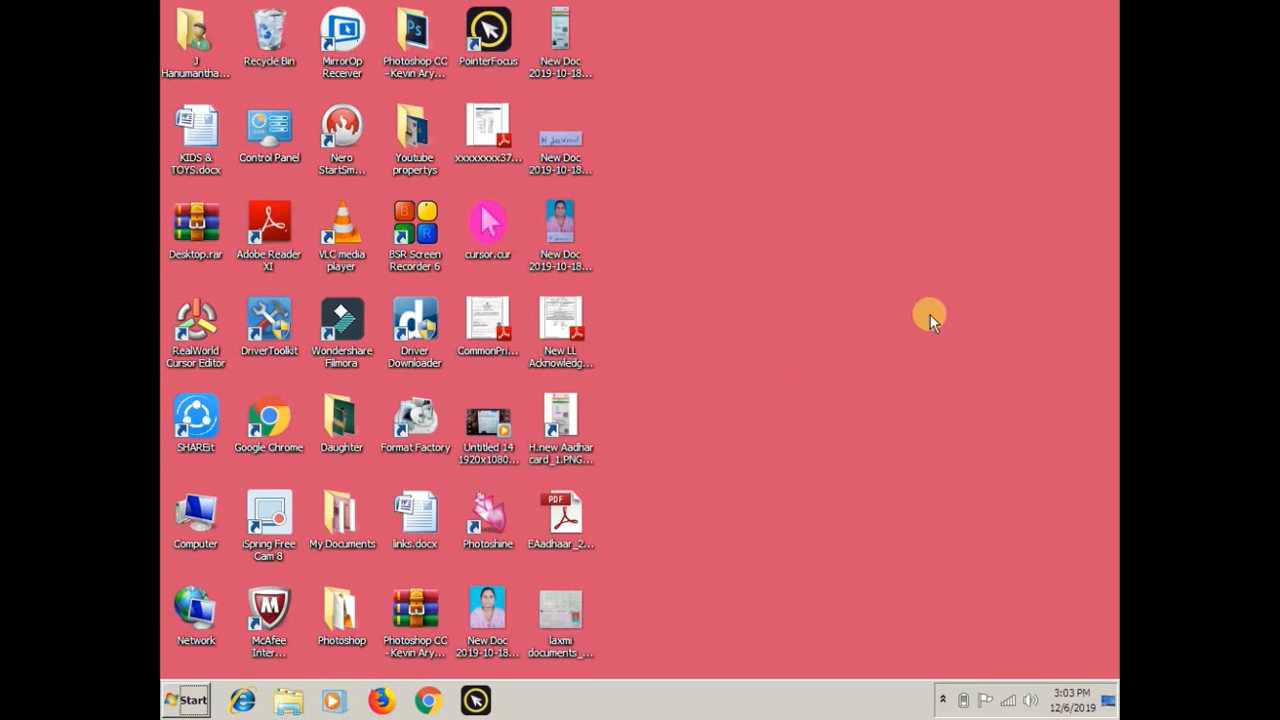 J
Hanumantha...
Recycle Bin
MirrorOp
Receiver
Photoshop CC
- Kevin Ary...
PointerFocus
New Doc
2019-10-18...
KIDS &
TOYS.docx
Control Panel
Nero
StartSm...
Youtube
propertys
xxxxxxxx37...
New Doc
2019-10-18...
Desktop.rar
Adobe Reader
XI
VLC media
player
BSR Screen
Recorder 6
cursor.cur
New Doc
2019-10-18...
RealWorld
Cursor Editor
DriverToolkit
Wondershare
Filmora
Driver
Downloader
CommonPri...
New LL
Acknowledg...
SHAREit
Google Chrome
Daughter
Format Factory
Untitled 14
1920x1080...
H.new Aadhar
card_1.PNG...
Computer
iSpring Free
Cam 8
My Documents
links.docx
Photoshine
PDF
EAadhaar_2...
Network
McAfee
Inter...
Photoshop
Photoshop CC
- Kevin Ary...
New Doc
2019-10-18...
laxmi
documents_...
Start
3:03 PM
12/6/2019